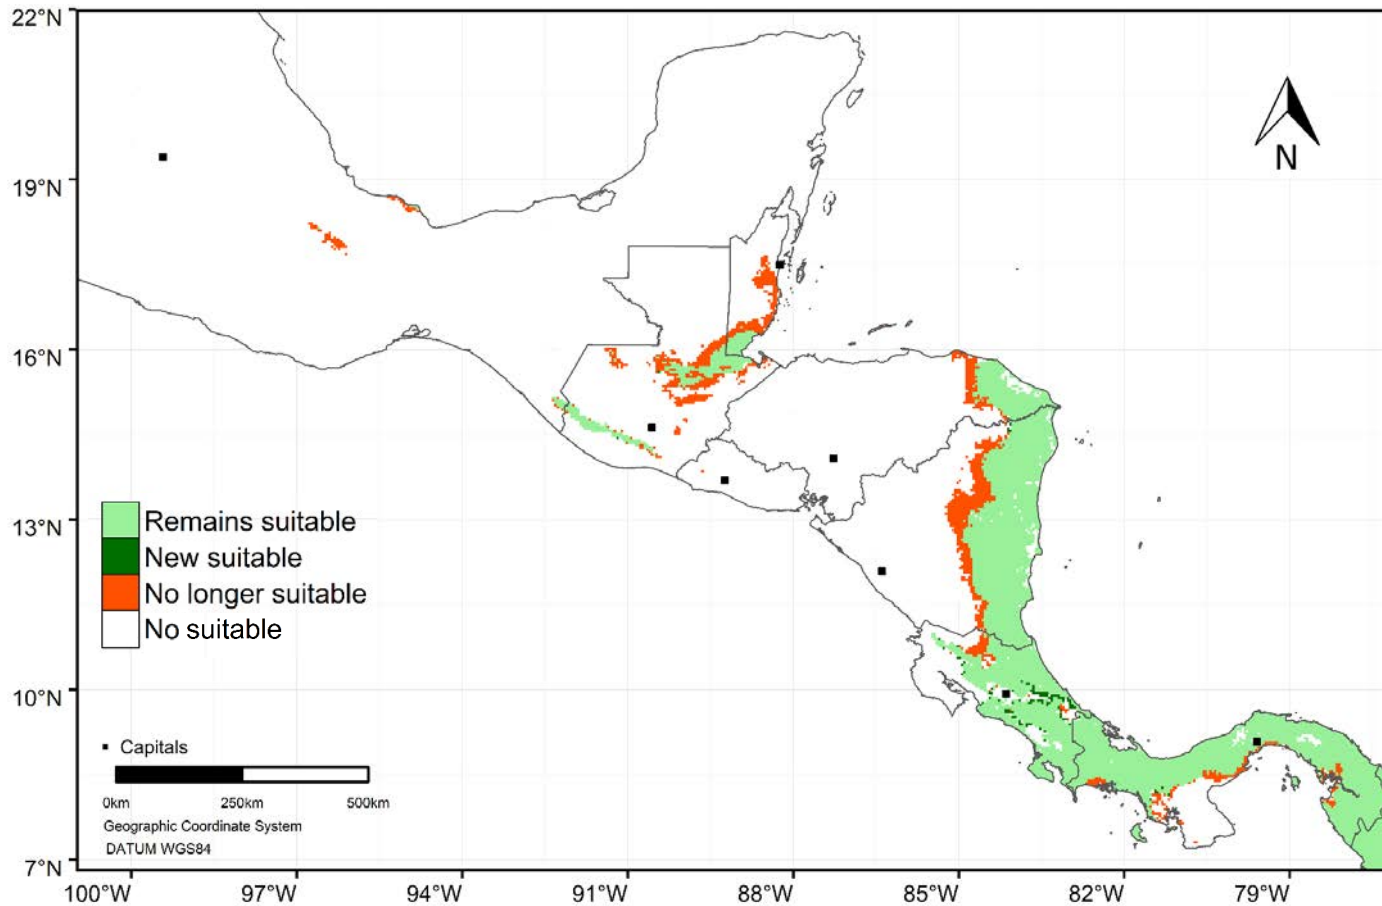 22°N
19°N
16°N
13°N
10°N
7°N
N
Remains suitable
New suitable
No longer suitable
No suitable
Capitals
0km 250km 500km
Geographic Coordinate System
DATUM WGS84
100°W 97°W 94°W 91°W 88°W 85°W 82°W 79°W